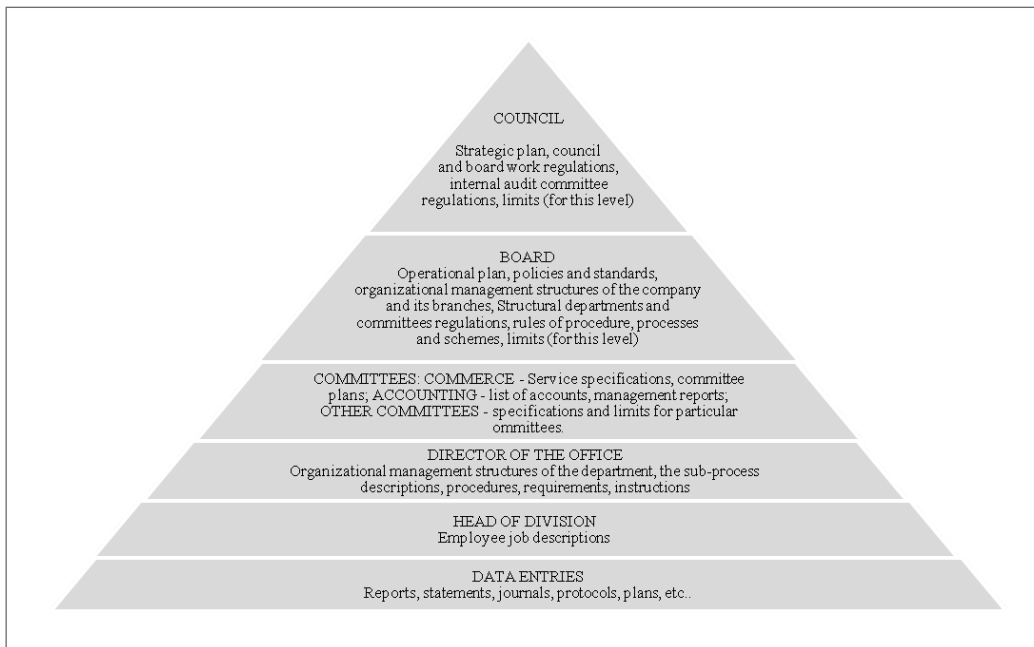 COUNCIL
Strategic plan, council
and board work regulations,
internal audit committee
regulations, limits (for this level)
BOARD
Operational plan, policies and standards,
organizational management structures of the company
and its branches, Structural departments and
committees regulations, rules of procedure, processes
and schemes, limits (for this level)
COMMITTEES: COMMERCE - Service specifications, committee
plans; ACCOUNTING - list of accounts, management reports;
OTHER COMMITTEES - specifications and limits for particular
ommittees.
DIRECTOR OF THE OFFICE
Organizational management structures of the department, the sub-process
descriptions, procedures, requirements, instructions
HEAD OF DIVISION
Employee job descriptions
DATA ENTRIES
Reports, statements, journals, protocols, plans, etc..